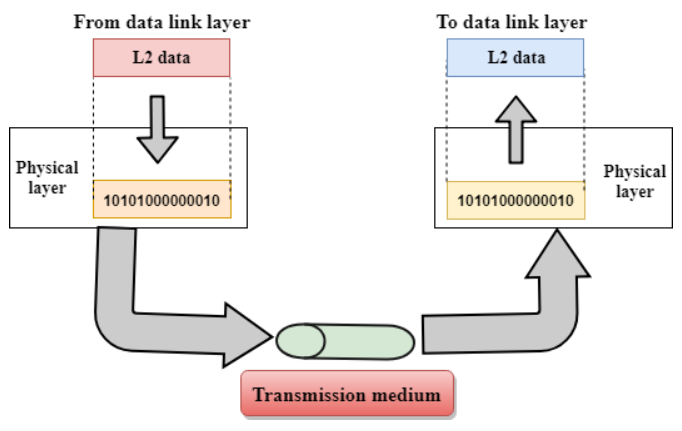 From data link layer
To data link layer
L2 data
L2 data
Physical
layer
Physical
layer
10101000000010
10101000000010
Transmission medium